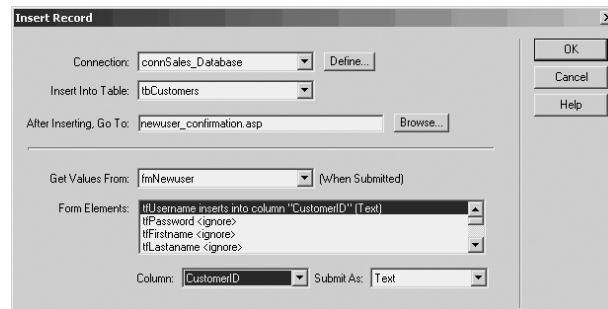 Insert Record
Connection: connSales_Database Define...
Insert Into Table: tbCustomers
After Inserting, Go To: newuser_confirmation.asp Browse...
Get Values From: fmNewuser (When Submitted)
Form Elements: tfUsername inserts into column "CustomerID" (Text)
tfPassword <ignore>
tfFirstname <ignore>
tfLastaname <ignore>
Column: CustomerID Submit As: Text
OK
Cancel
Help